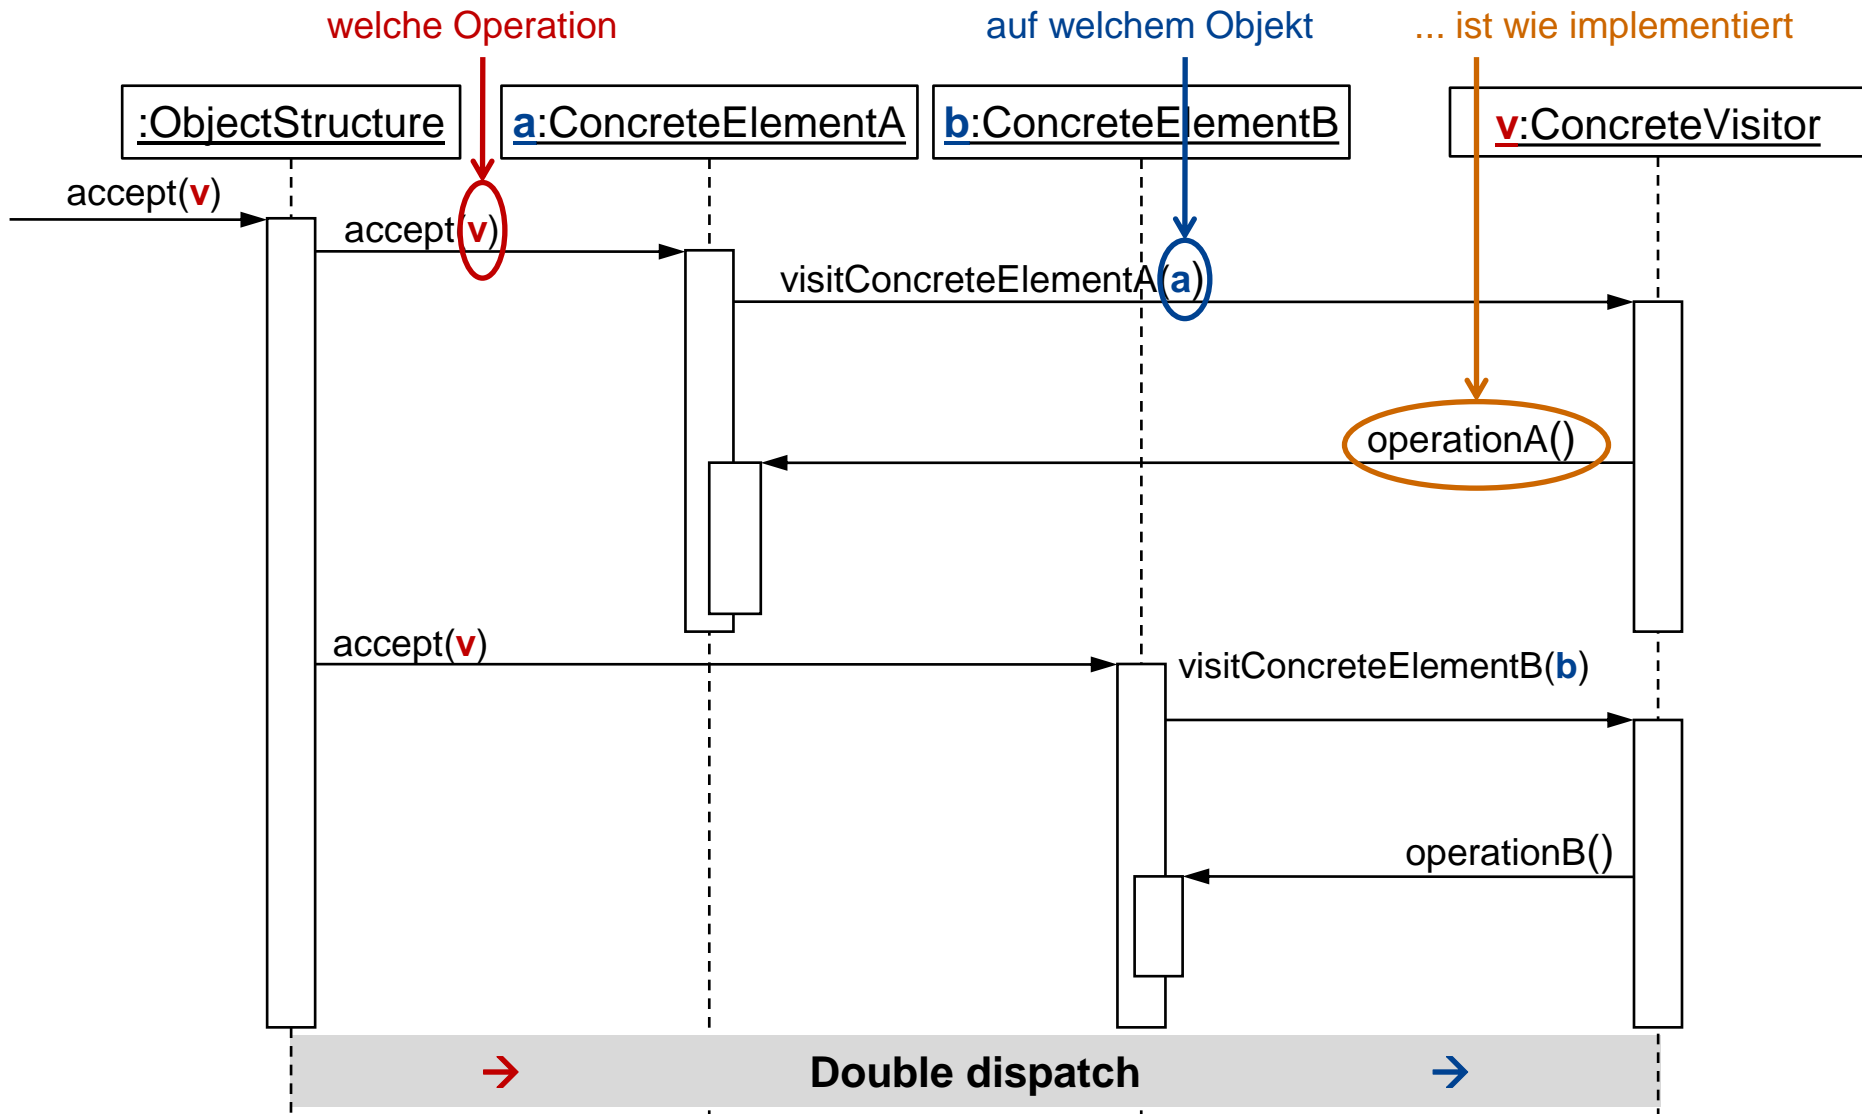 welche Operation
auf welchem Objekt
... ist wie implementiert
:ObjectStructure
a:ConcreteElementA
b:ConcreteElementB
v:ConcreteVisitor
accept(v)
accept(v)
visitConcreteElementA(a)
operationA()
accept(v)
visitConcreteElementB(b)
operationB()
→ Double dispatch →